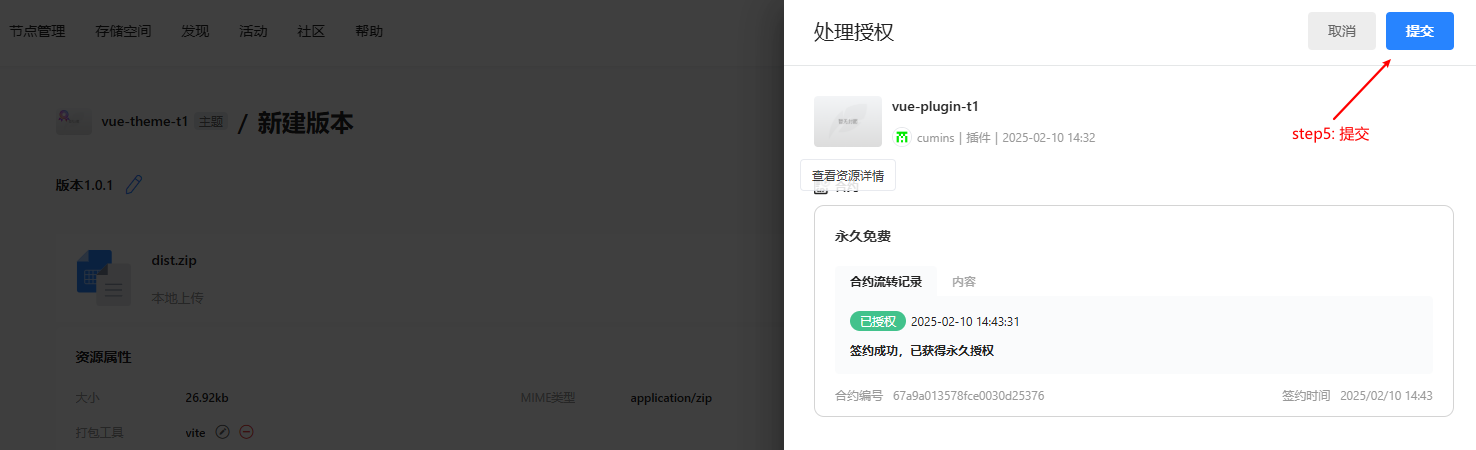 节点管理 存储空间 发现 活动 社区 帮助
vue-theme-t1 主题 / 新建版本
版本1.0.1
dist.zip
本地上传
资源属性
大小 26.92kb MIME类型 application/zip
打包工具 vite
处理授权 取消 提交
step5: 提交
vue-plugin-t1
cumins | 插件 | 2025-02-10 14:32
查看资源详情
合约
永久免费
合约流转记录 内容
已授权 2025-02-10 14:43:31
签约成功，已获得永久授权
合约编号 67a9a013578fce0030d25376 签约时间 2025/02/10 14:43